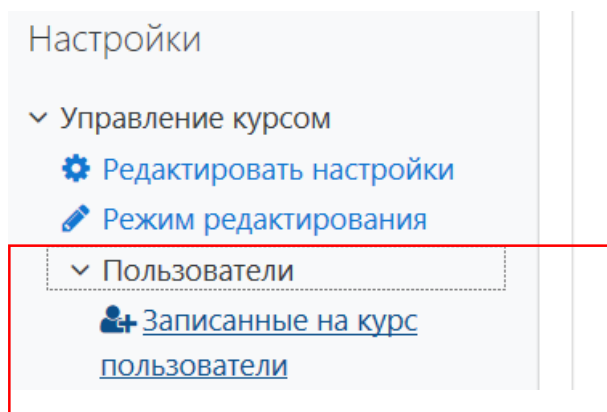 Настройки
Управление курсом
Редактировать настройки
Режим редактирования
Пользователи
Записанные на курс
пользователи